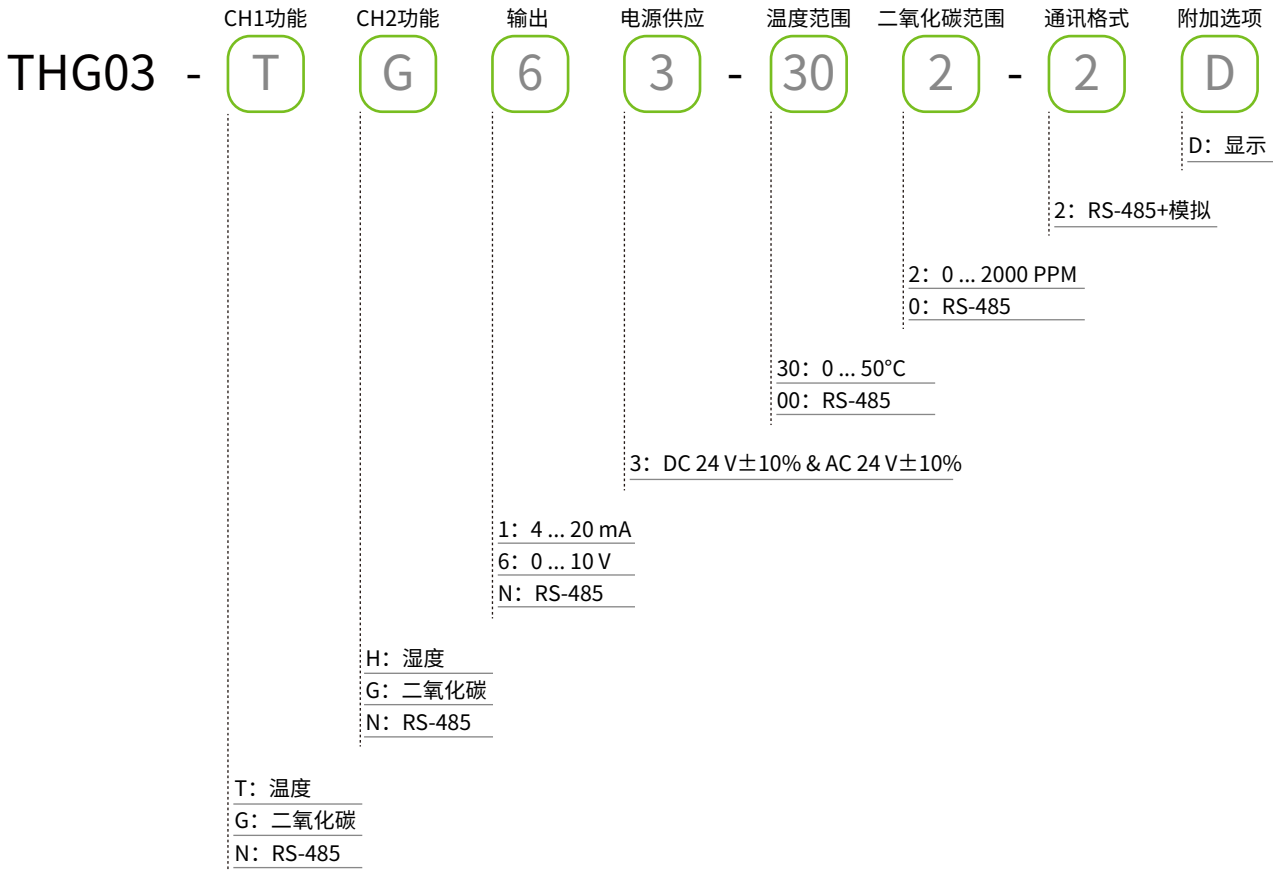 CH1功能 CH2功能 输出 电源供应 温度范围 二氧化碳范围 通讯格式 附加选项
THG03 - T G 6 3 - 30 2 - 2 D
D：显示
2：RS-485+模拟
2：0 ... 2000 PPM
0：RS-485
30：0 ... 50°C
00：RS-485
3：DC 24 V±10% & AC 24 V±10%
1：4 ... 20 mA
6：0 ... 10 V
N：RS-485
H：湿度
G：二氧化碳
N：RS-485
T：温度
G：二氧化碳
N：RS-485